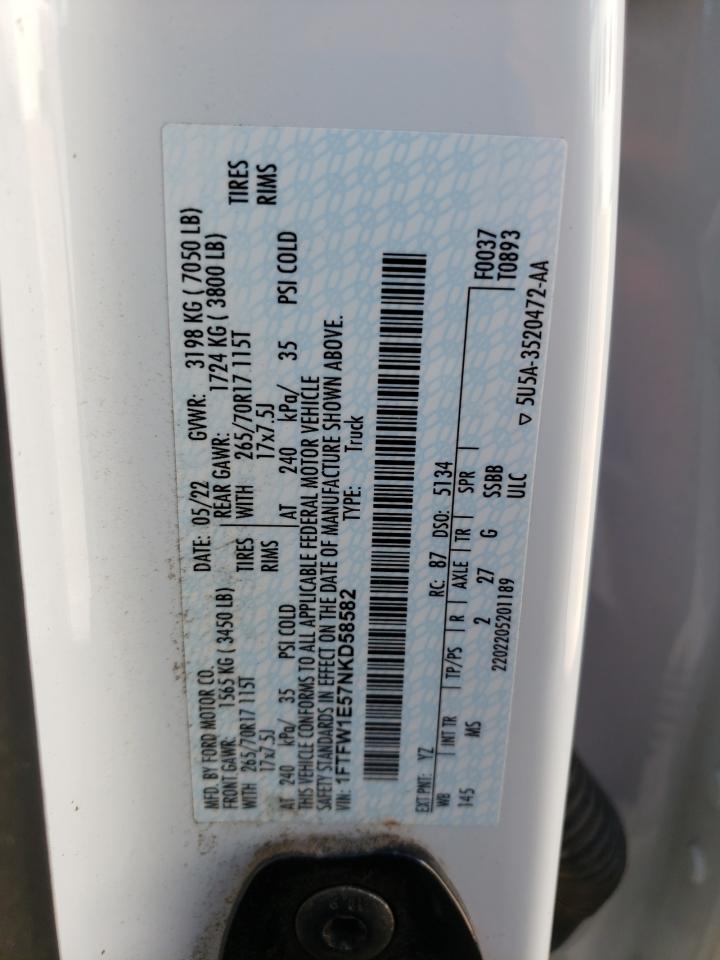 MFD. BY FORD MOTOR CO.
DATE: 05/22 GVWR: 3198 KG ( 7050 LB)
FRONT GAWR: 1565 KG ( 3450 LB) REAR GAWR: 1724 KG ( 3800 LB)
WITH 265/70R17 115T TIRES WITH 265/70R17 115T TIRES
17x7.5J RIMS 17x7.5J RIMS
AT 240 kPa/ 35 PSI COLD AT 240 kPa/ 35 PSI COLD
THIS VEHICLE CONFORMS TO ALL APPLICABLE FEDERAL MOTOR VEHICLE
SAFETY STANDARDS IN EFFECT ON THE DATE OF MANUFACTURE SHOWN ABOVE.
VIN: 1FTFW1E57NKD58582 TYPE: Truck
EXT PNT: YZ RC: 87 DSO: 5134
WB INT TR TP/PS R AXLE TR SPR F0037
145 MS 2 27 G SSBB T0893
2202205201189 ULC
▽ 5U5A-3520472-AA